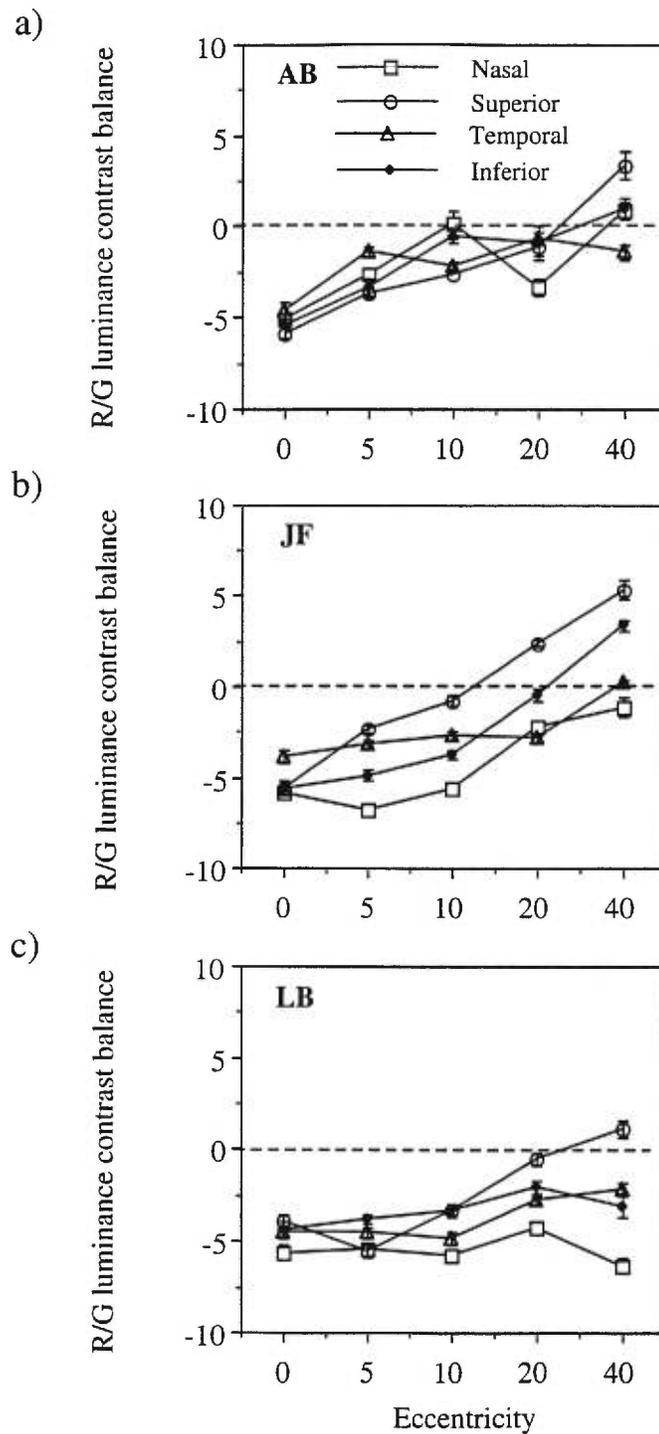 a)
R/G luminance contrast balance
10
5
0
-5
-10
AB
Nasal
Superior
Temporal
Inferior
0 5 10 20 40
b)
R/G luminance contrast balance
10
5
0
-5
-10
JF
0 5 10 20 40
c)
R/G luminance contrast balance
10
5
0
-5
-10
LB
0 5 10 20 40
Eccentricity